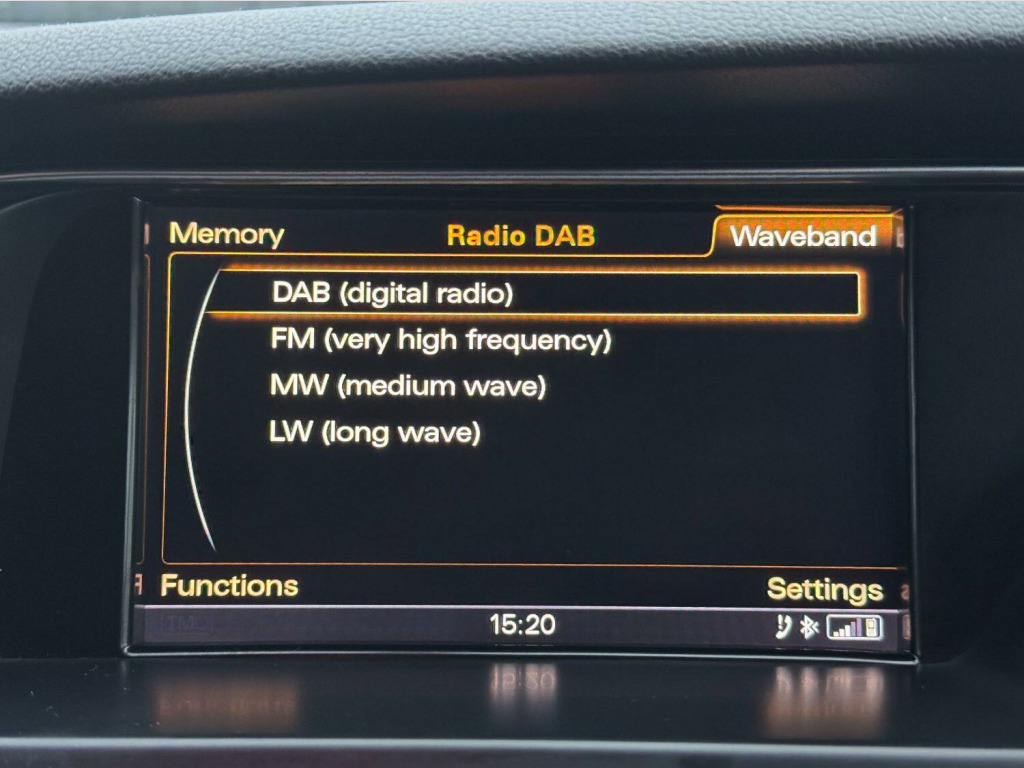 Memory Radio DAB Waveband
DAB (digital radio)
FM (very high frequency)
MW (medium wave)
LW (long wave)
Functions Settings
TMC 15:20